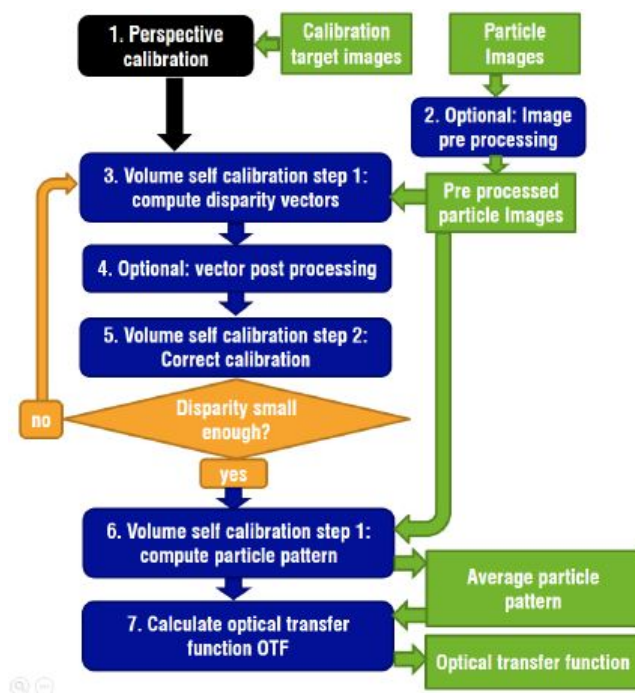 1. Perspective
calibration
Calibration
target images
Particle
Images
2. Optional: Image
pre processing
3. Volume self calibration step 1:
compute disparity vectors
Pre processed
particle Images
4. Optional: vector post processing
5. Volume self calibration step 2:
Correct calibration
Disparity small
enough?
no
yes
6. Volume self calibration step 1:
compute particle pattern
Average particle
pattern
7. Calculate optical transfer
function OTF
Optical transfer function